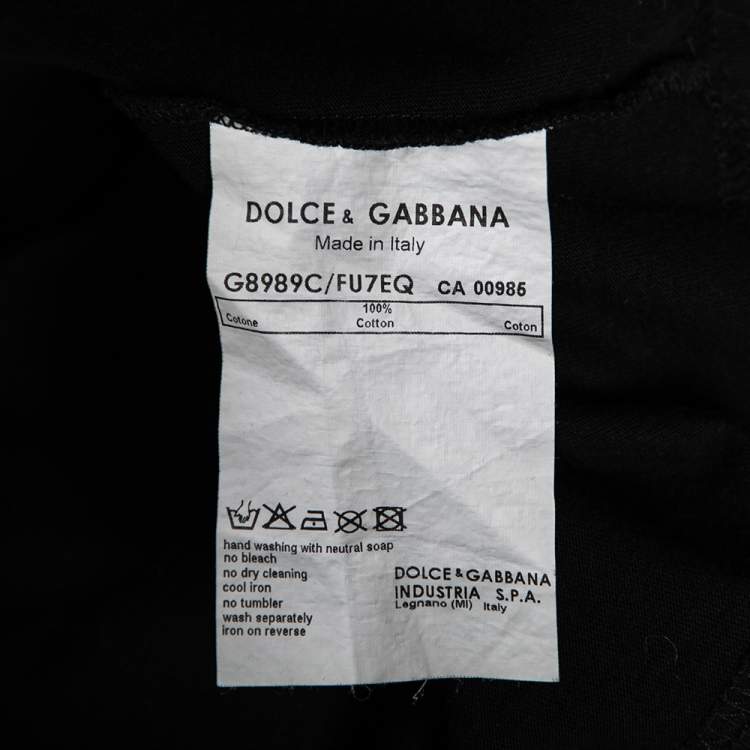 DOLCE & GABBANA
Made in Italy
G8989C/FU7EQ CA 00985
100%
Cotone Cotton Coton
hand washing with neutral soap
no bleach
no dry cleaning
cool iron
no tumbler
wash separately
iron on reverse
DOLCE & GABBANA
INDUSTRIA S.P.A.
Legnano (MI) Italy